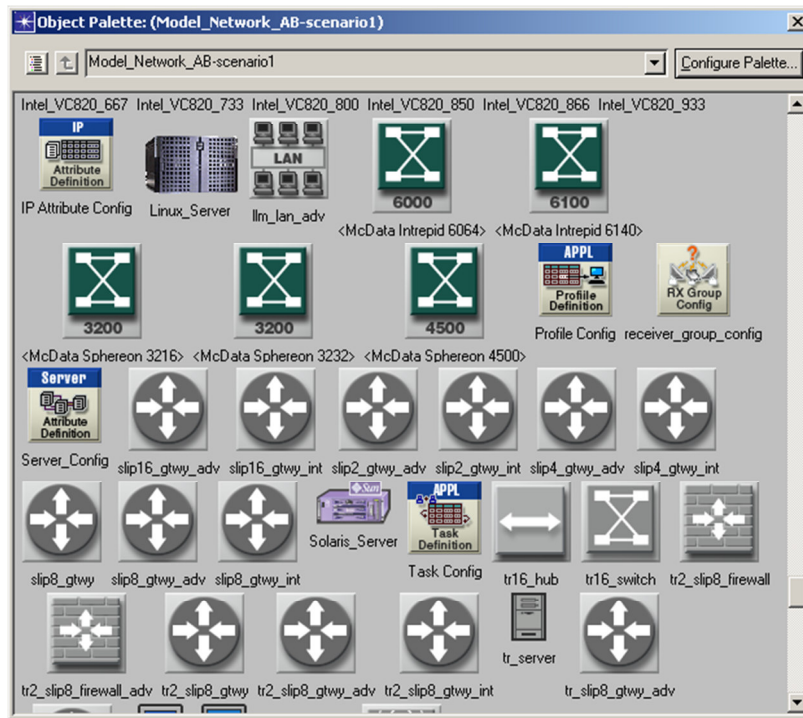 Object Palette: (Model_Network_AB-scenario1)
Model_Network_AB-scenario1
Configure Palette...
Intel_VC820_667 Intel_VC820_733 Intel_VC820_800 Intel_VC820_850 Intel_VC820_866 Intel_VC820_933
IP
Attribute
Definition
LAN
6000
6100
IP Attribute Config Linux_Server llm_lan_adv
<McData Intrepid 6064> <McData Intrepid 6140>
APPL
Profiile
Definition
?
RX Group
Config
3200
3200
4500
Profile Config receiver_group_config
<McData Sphereon 3216> <McData Sphereon 3232> <McData Sphereon 4500>
Server
Attribute
Definition
Server_Config slip16_gtwy_adv slip16_gtwy_int slip2_gtwy_adv slip2_gtwy_int slip4_gtwy_adv slip4_gtwy_int
Sun
APPL
Task
Definition
Solaris_Server
Task Config
slip8_gtwy slip8_gtwy_adv slip8_gtwy_int tr16_hub tr16_switch tr2_slip8_firewall
tr_server
tr2_slip8_firewall_adv tr2_slip8_gtwy tr2_slip8_gtwy_adv tr2_slip8_gtwy_int tr_slip8_gtwy_adv